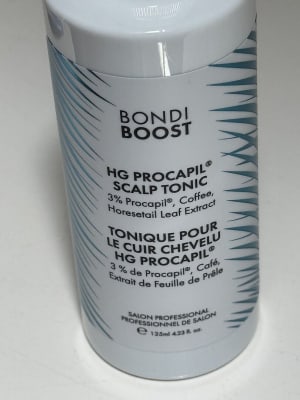 BONDI
BOOST
HG PROCAPIL®
SCALP TONIC
3% Procapil®, Coffee,
Horesetail Leaf Extract
TONIQUE POUR
LE CUIR CHEVELU
HG PROCAPIL®
3 % de Procapil®, Café,
Extrait de Feuille de Prêle
SALON PROFESSIONAL
PROFESSIONNEL DE SALON
℮ 125ml 4.23 fl. oz.